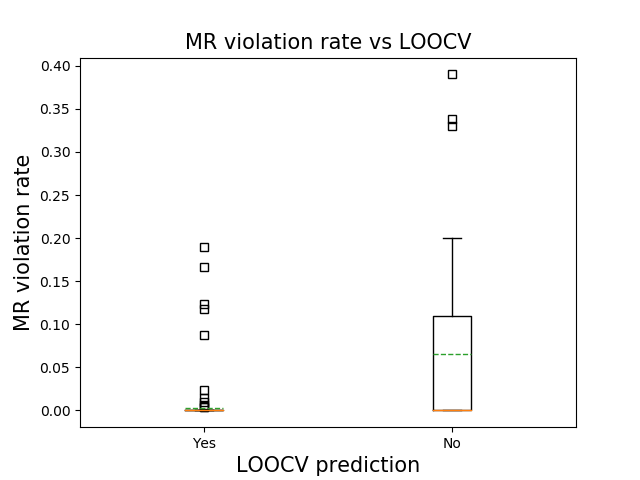 MR violation rate vs LOOCV
MR violation rate
0.40
0.35
0.30
0.25
0.20
0.15
0.10
0.05
0.00
Yes
No
LOOCV prediction